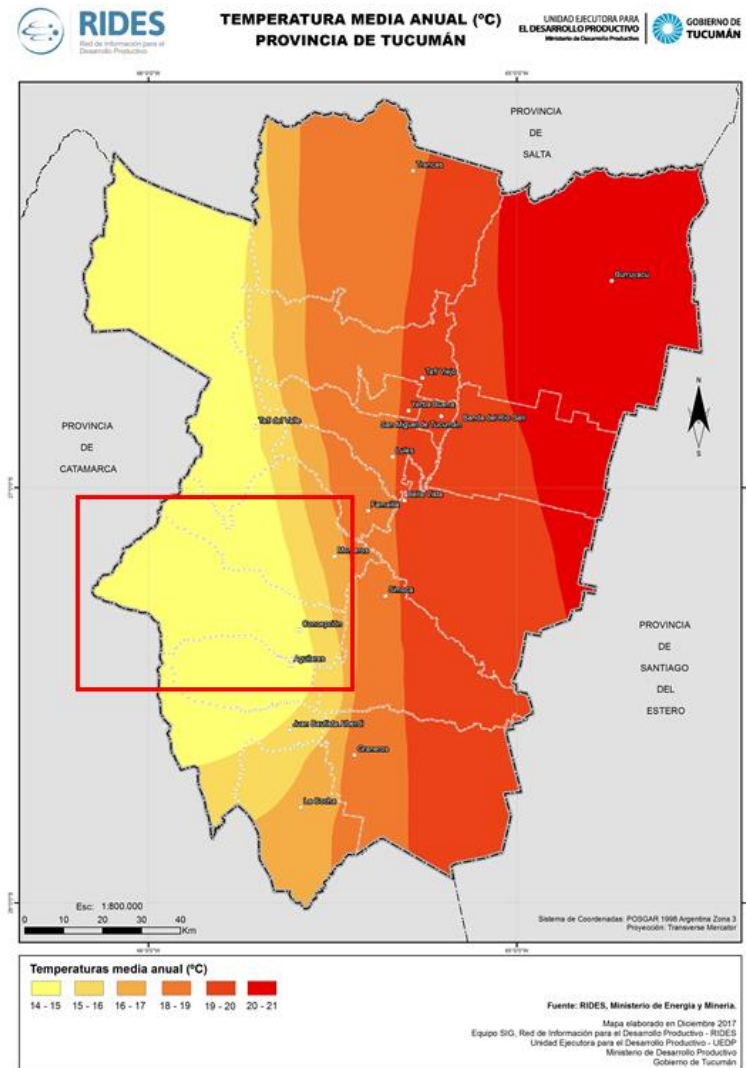 RIDES
Red de Información para el
Desarrollo Productivo
TEMPERATURA MEDIA ANUAL (ºC)
PROVINCIA DE TUCUMÁN
UNIDAD EJECUTORA PARA
EL DESARROLLO PRODUCTIVO
Ministerio de Desarrollo Productivo
GOBIERNO DE
TUCUMÁN
PROVINCIA
DE
SALTA
Trancas
Burruyacu
Tafí Viejo
Yerba Buena
Banda del Río Salí
San Miguel de Tucumán
Tafí del Valle
PROVINCIA
DE
CATAMARCA
N
S
Lules
Bella Vista
Famaillá
Monteros
Simoca
Concepción
Aguilares
PROVINCIA
DE
SANTIAGO
DEL
ESTERO
Juan Bautista Alberdi
Graneros
La Cocha
Esc: 1:800.000
0 10 20 30 40
Km
Sistema de Coordenadas: POSGAR 1998 Argentina Zona 3
Proyección: Transverse Mercator
Temperaturas media anual (ºC)
14 - 15 15 - 16 16 - 17 18 - 19 19 - 20 20 - 21
Fuente: RIDES, Ministerio de Energía y Minería.
Mapa elaborado en Diciembre 2017
Equipo SIG, Red de Información para el Desarrollo Productivo - RIDES
Unidad Ejecutora para el Desarrollo Productivo - UEDP
Ministerio de Desarrollo Productivo
Gobierno de Tucumán